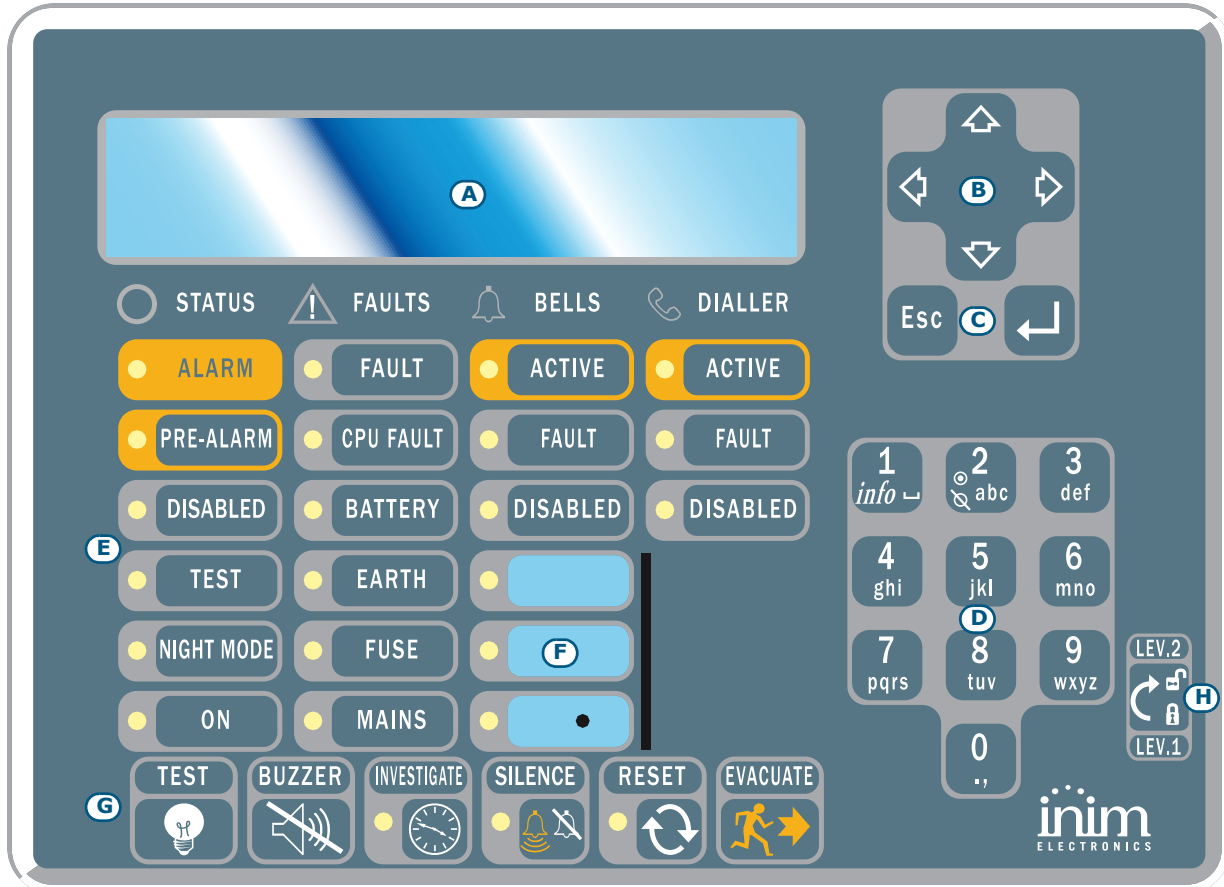 A
B
STATUS FAULTS BELLS DIALLER
Esc C
ALARM FAULT ACTIVE ACTIVE
PRE-ALARM CPU FAULT FAULT FAULT
DISABLED BATTERY DISABLED DISABLED
E
TEST EARTH
NIGHT MODE FUSE F
ON MAINS
1 2 3
info abc def
4 5 6
ghi jkl mno
D
7 8 9
pqrs tuv wxyz
0
.,
LEV.2
H
LEV.1
TEST BUZZER INVESTIGATE SILENCE RESET EVACUATE
G
inim
ELECTRONICS